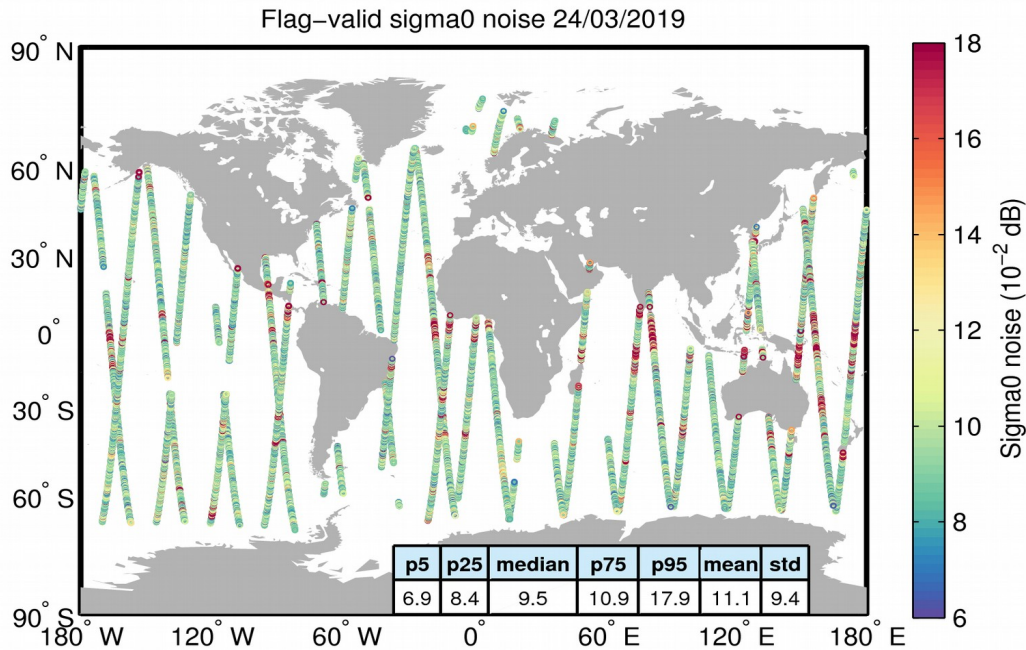 Flag−valid sigma0 noise 24/03/2019
90° N
60° N
30° N
0°
30° S
60° S
90° S
180° W
120° W
60° W
0°
60° E
120° E
180° E
p5 p25 median p75 p95 mean std
6.9 8.4 9.5 10.9 17.9 11.1 9.4
18
16
14
12
10
8
6
Sigma0 noise (10⁻² dB)